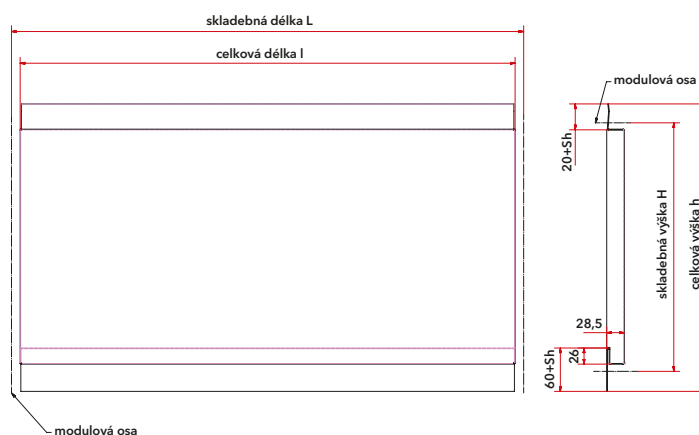 skladebná délka L
celková délka l
modulová osa
20+Sh
skladebná výška H
celková výška h
28,5
26
60+Sh
modulová osa